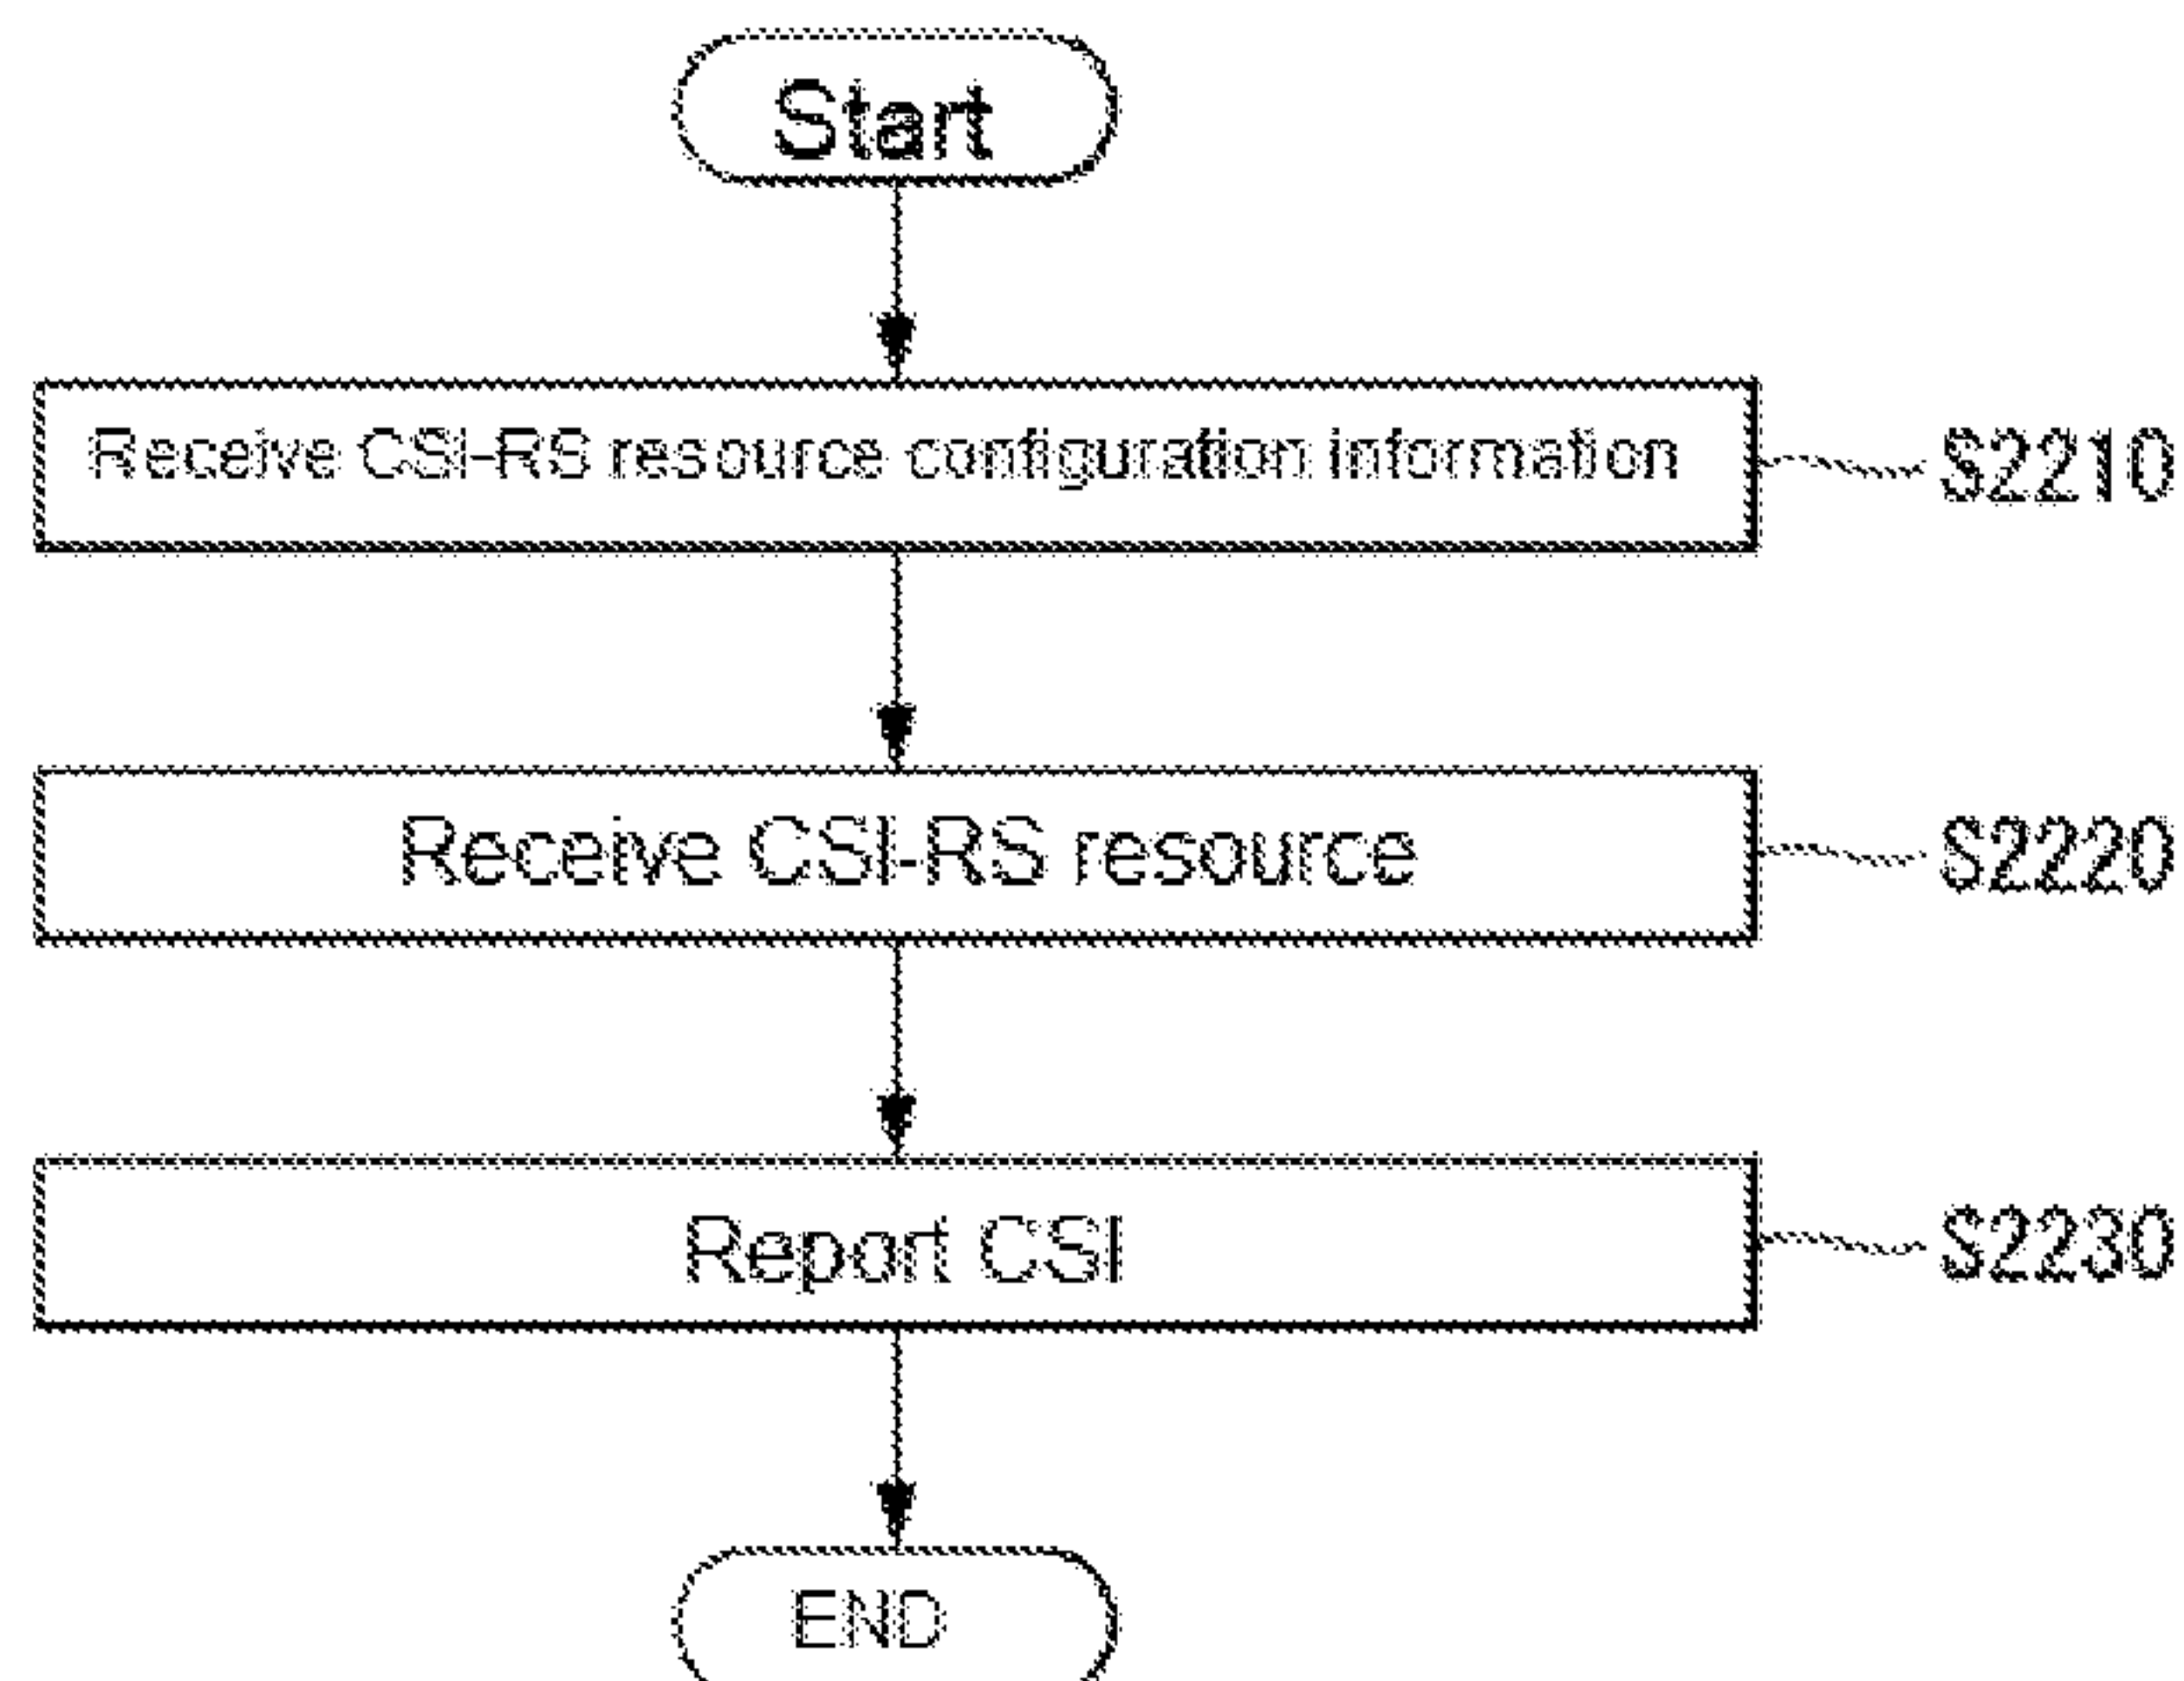 Start
Receive CSI-RS resource configuration information
S2210
Receive CSI-RS resource
S2220
Report CSI
S2230
END